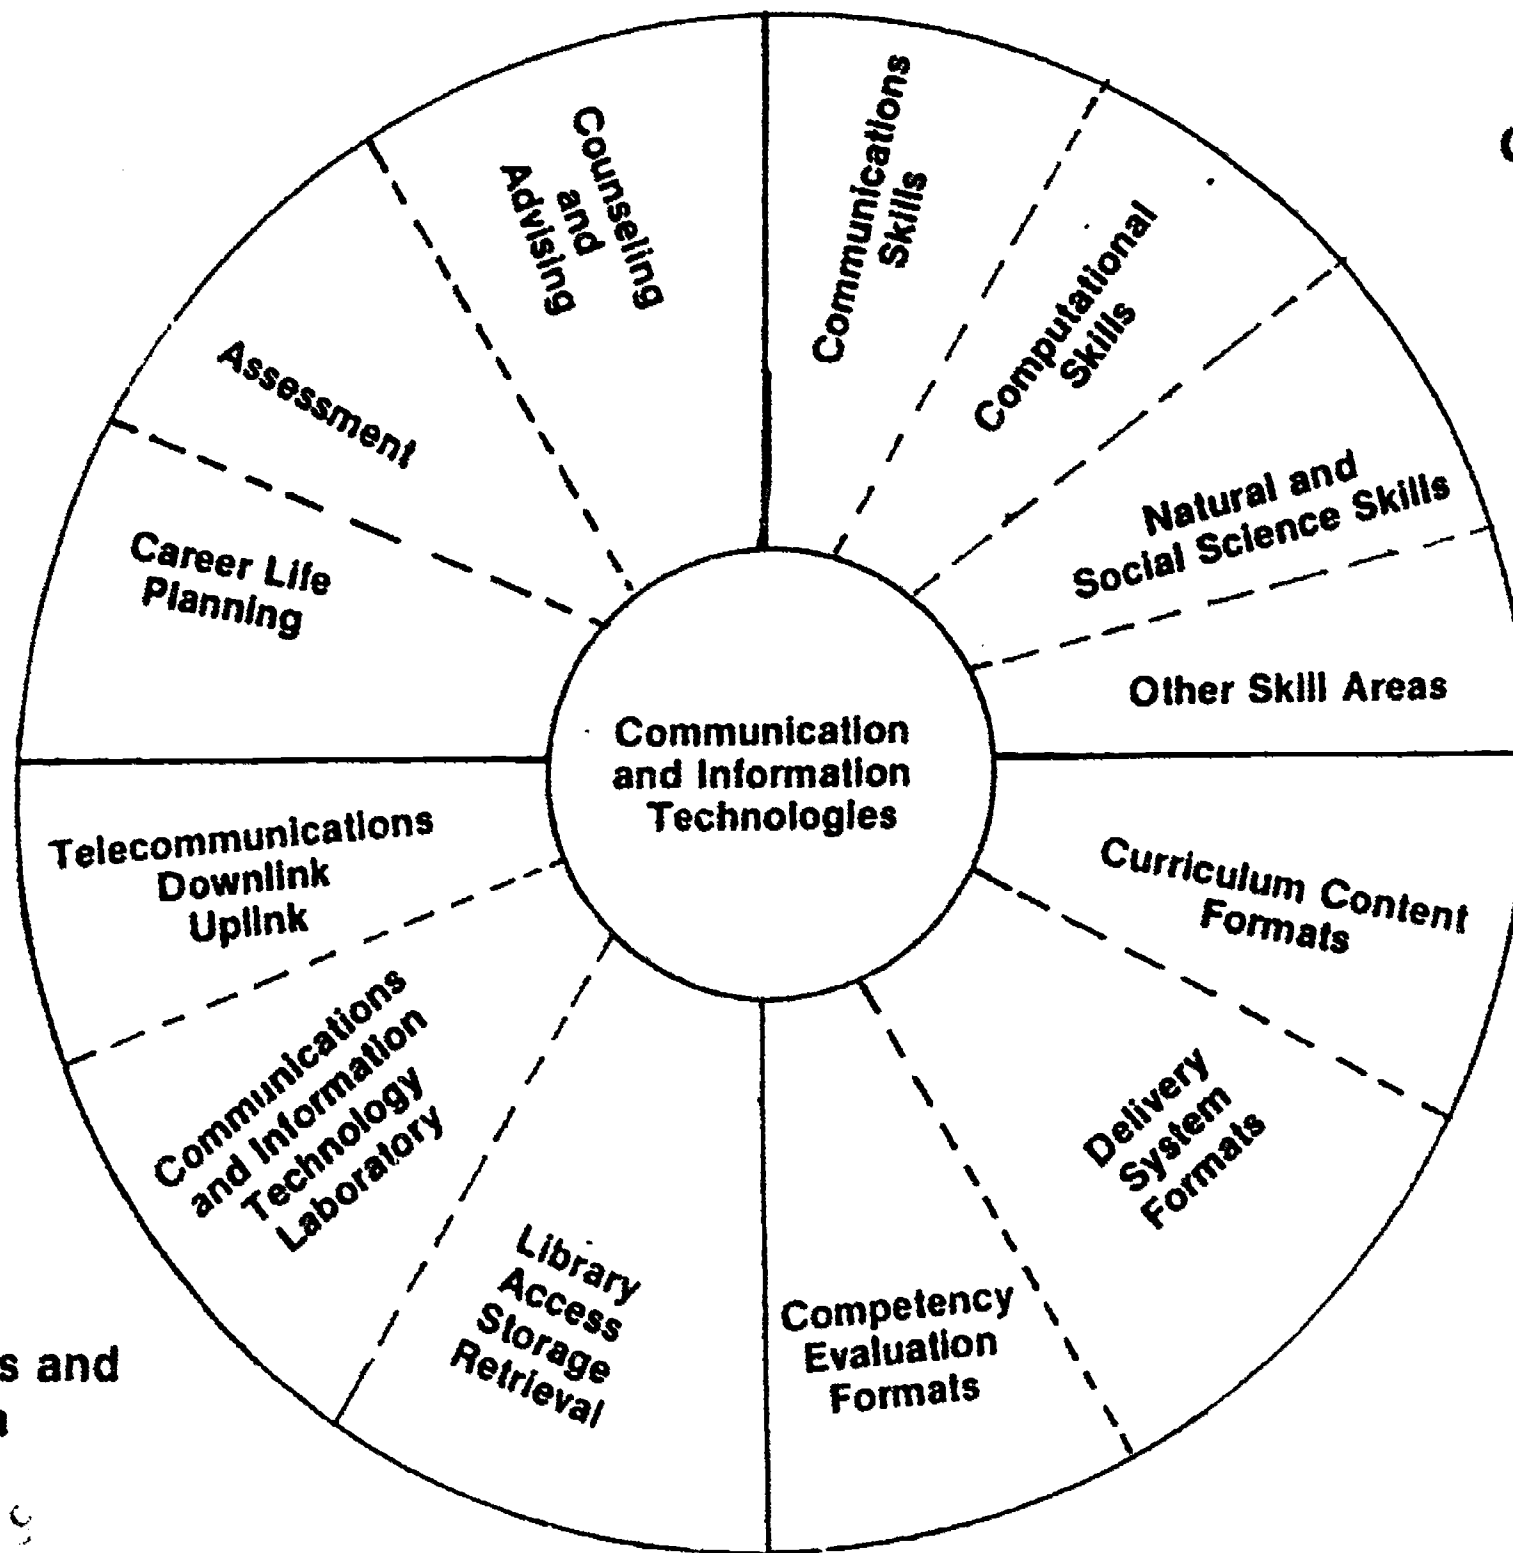 Counseling
and
Advising
Communications
Skills
Computational
Skills
Natural and
Social Science Skills
Other Skill Areas
Assessment
Career Life
Planning
Communication
and Information
Technologies
Telecommunications
Downlink
Uplink
Curriculum Content
Formats
Communications
and Information
Technology
Laboratory
Delivery
System
Formats
Library
Access
Storage
Retrieval
Competency
Evaluation
Formats
and